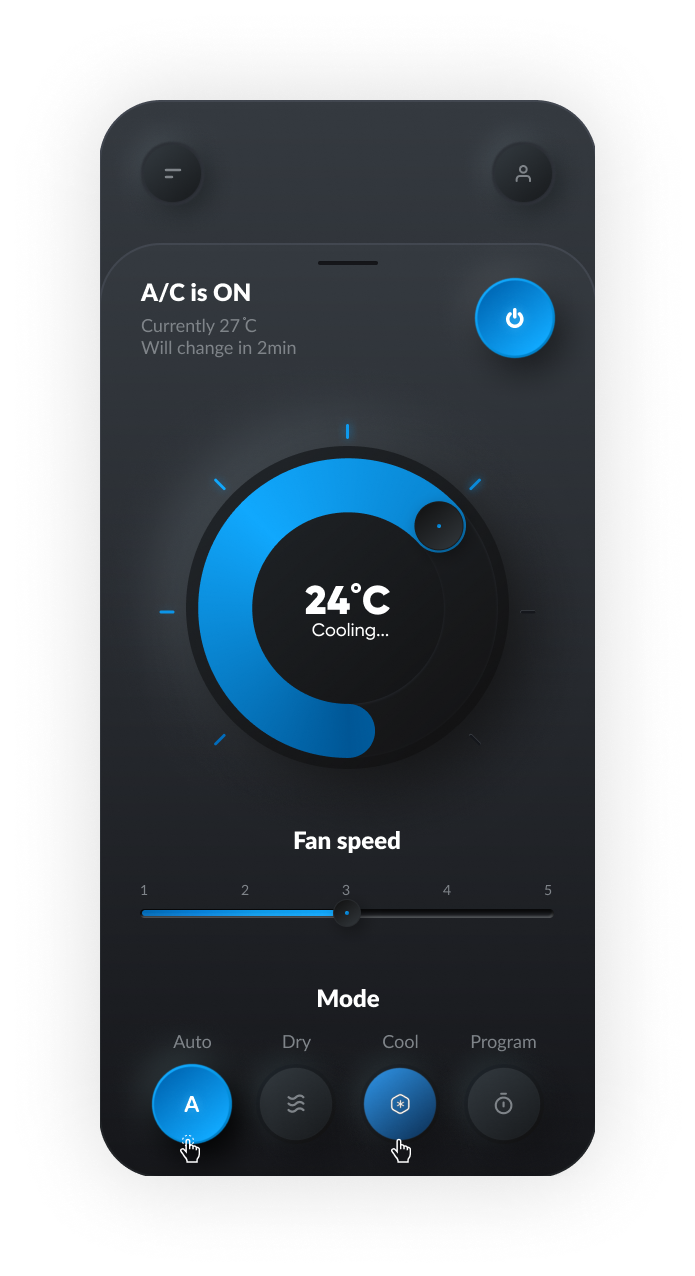 A/C is ON
Currently 27°C
Will change in 2min
24°C
Cooling...
Fan speed
1 2 3 4 5
Mode
Auto Dry Cool Program
A